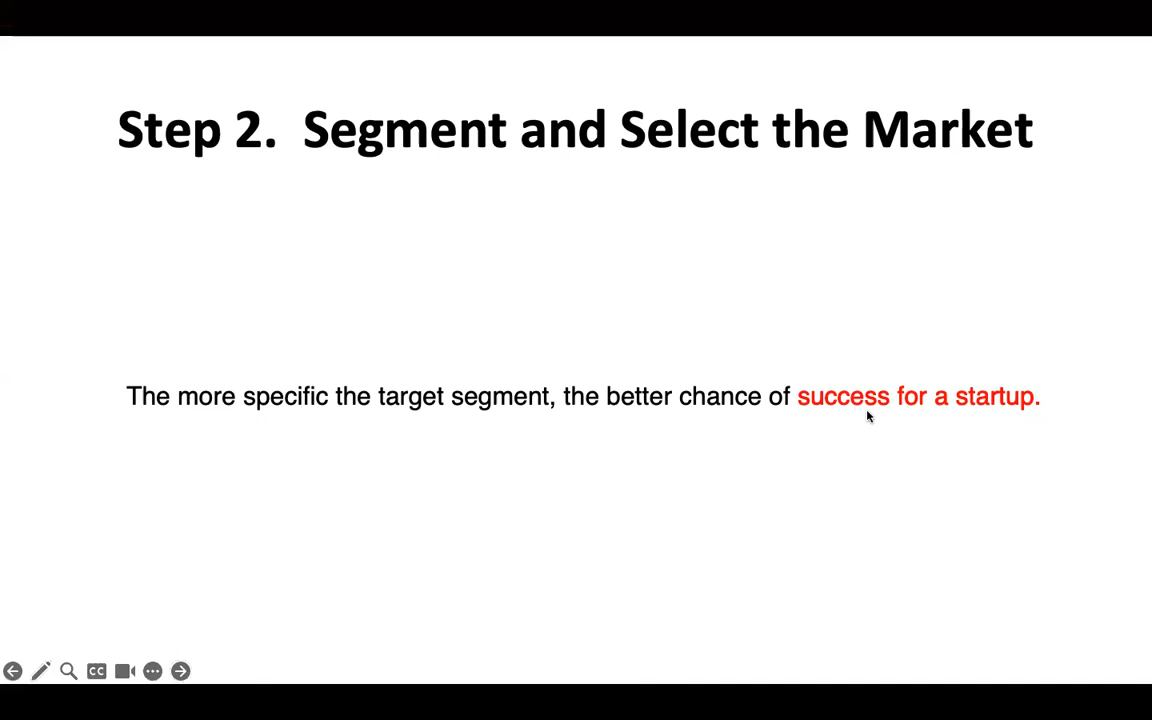 Step 2.  Segment and Select the Market
The more specific the target segment, the better chance of success for a startup.
CC